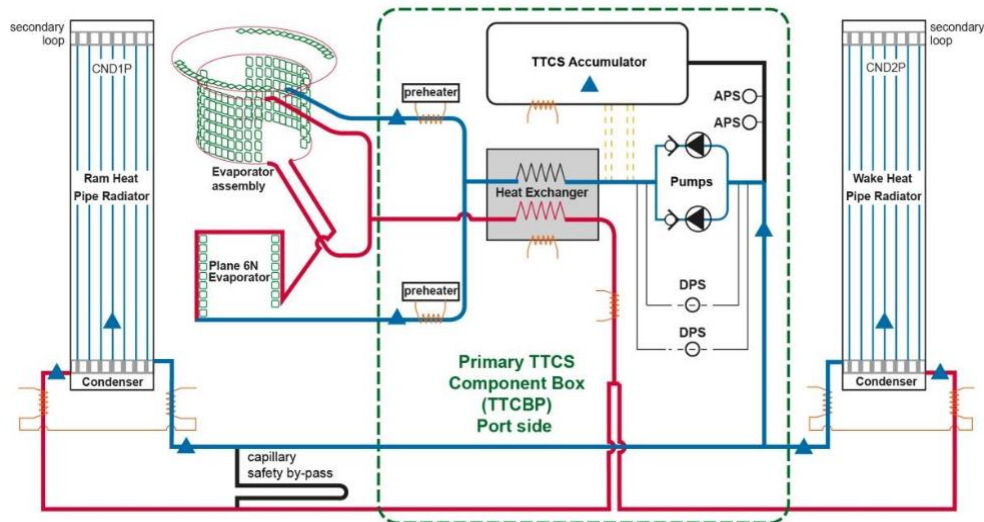 secondary
loop
CND1P
Ram Heat
Pipe Radiator
Condenser
Evaporator
assembly
Plane 6N
Evaporator
preheater
preheater
TTCS Accumulator
Heat Exchanger
Pumps
APS
APS
DPS
DPS
Primary TTCS
Component Box
(TTCBP)
Port side
capillary
safety by-pass
secondary
loop
CND2P
Wake Heat
Pipe Radiator
Condenser